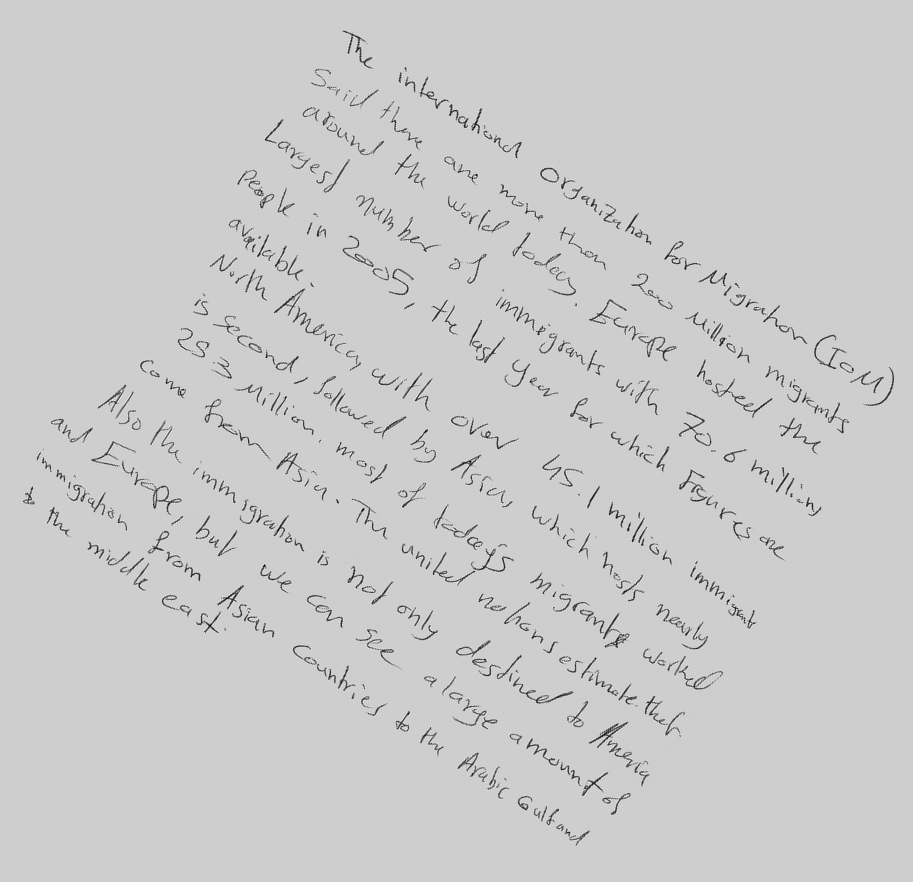 The international Organization for Migration (IOM)
Said there are more than 200 Million migrants
around the world today. Europe hosted the
Largest number of immigrants with 70.6 million,
people in 2005, the last year for which Figures are
available.
North America, with over 45.1 million immigrants
is second, followed by Asia, which hosts nearly
25.3 Million. most of today's migrants worked
come from Asia. The united nations estimate. that
Also the immigration is not only destined to America
and Europe, but we can see a large amount of
immigration from Asian Countries to the Arabic Gulf and
to the middle east.